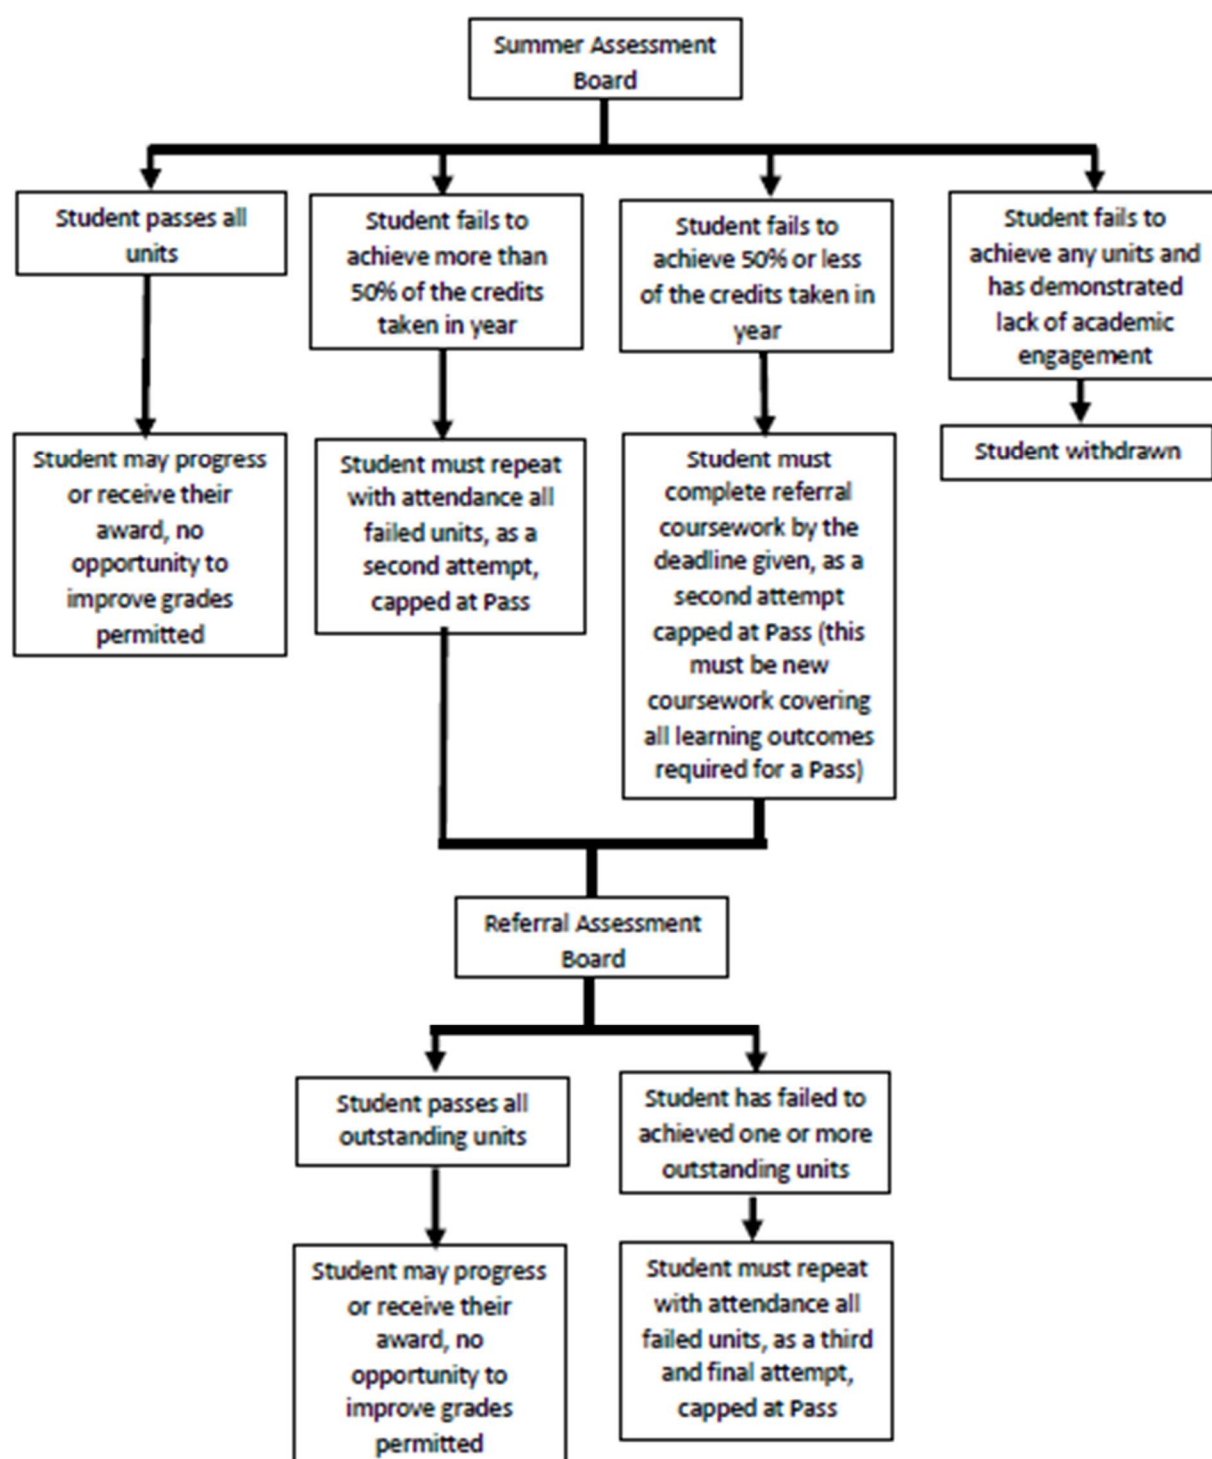 Summer Assessment
Board
Student passes all
units
Student fails to
achieve more than
50% of the credits
taken in year
Student fails to
achieve 50% or less
of the credits taken in
year
Student fails to
achieve any units and
has demonstrated
lack of academic
engagement
Student may progress
or receive their
award, no
opportunity to
improve grades
permitted
Student must repeat
with attendance all
failed units, as a
second attempt,
capped at Pass
Student must
complete referral
coursework by the
deadline given, as a
second attempt
capped at Pass (this
must be new
coursework covering
all learning outcomes
required for a Pass)
Student withdrawn
Referral Assessment
Board
Student passes all
outstanding units
Student has failed to
achieved one or more
outstanding units
Student may progress
or receive their
award, no
opportunity to
improve grades
permitted
Student must repeat
with attendance all
failed units, as a third
and final attempt,
capped at Pass